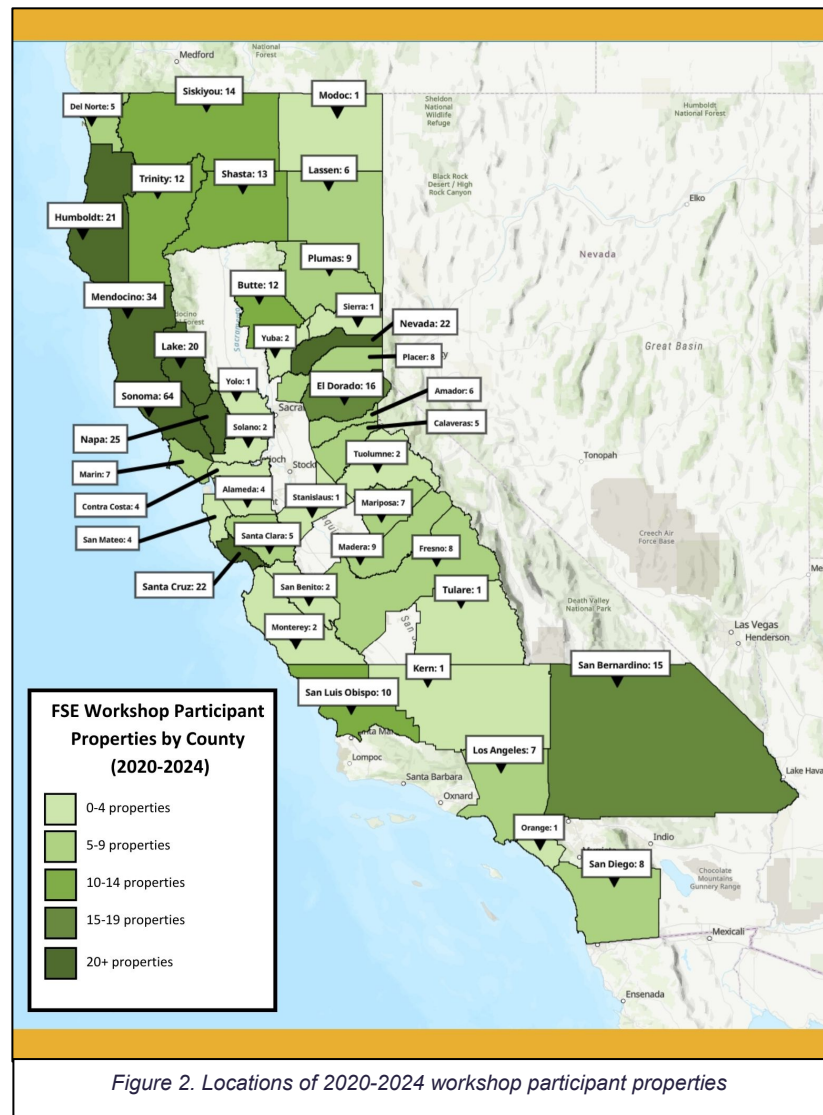 Medford
National
Forest
Siskiyou: 14
Modoc: 1
Del Norte: 5
Sheldon
National
Wildlife
Refuge
Humboldt
National Forest
Trinity: 12
Shasta: 13
Lassen: 6
Black Rock
Desert / High
Rock Canyon
Elko
Humboldt: 21
Nevada
Plumas: 9
Butte: 12
Mendocino: 34
Sierra: 1
Nevada: 22
Yuba: 2
Great Basin
Lake: 20
Placer: 8
Yolo: 1
El Dorado: 16
Amador: 6
Sonoma: 64
Calaveras: 5
Solano: 2
Napa: 25
Tuolumne: 2
Tonopah
Marin: 7
Alameda: 4
Stanislaus: 1
Mariposa: 7
Contra Costa: 4
Creech Air
Force Base
San Mateo: 4
Santa Clara: 5
Madera: 9
Fresno: 8
Santa Cruz: 22
San Benito: 2
Tulare: 1
Death Valley
National Park
Monterey: 2
Las Vegas
Henderson
Kern: 1
San Bernardino: 15
San Luis Obispo: 10
FSE Workshop Participant
Properties by County
(2020-2024)
Los Angeles: 7
Lompoc
Santa Barbara
Oxnard
Lake Hava
0-4 properties
5-9 properties
10-14 properties
15-19 properties
20+ properties
Orange: 1
Indio
San Diego: 8
Chocolate
Mountains
Gunnery Range
Mexicali
Ensenada
Figure 2. Locations of 2020-2024 workshop participant properties